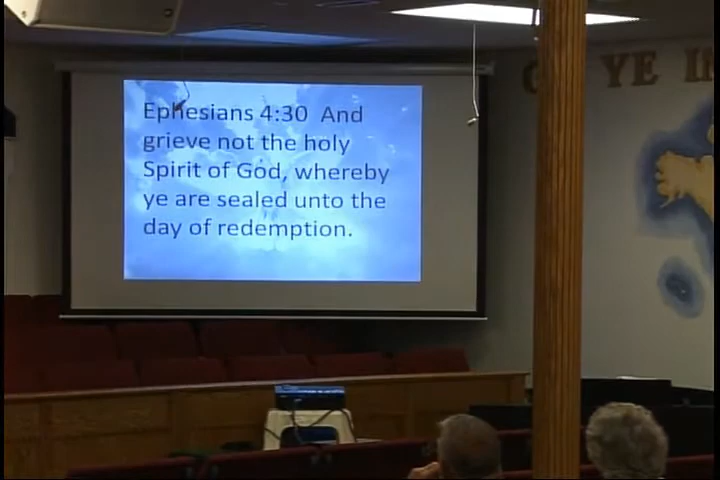 Ephesians 4:30 And
grieve not the holy
Spirit of God, whereby
ye are sealed unto the
day of redemption.
YE